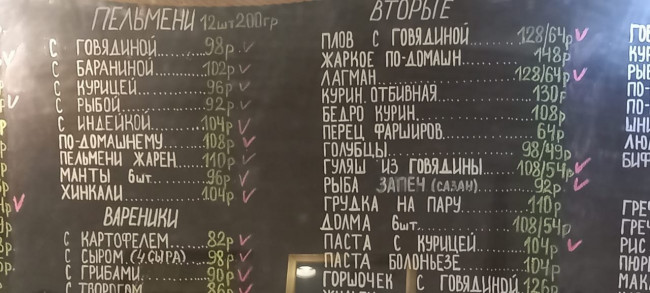 ПЕЛЬМЕНИ 12шт200гр
С ГОВЯДИНОЙ.....98р
С БАРАНИНОЙ.....102р
С КУРИЦЕЙ.....96р
С РЫБОЙ.....92р
С ИНДЕЙКОЙ.....104р
ПО-ДОМАШНЕМУ.....108р
ПЕЛЬМЕНИ ЖАРЕН.....110р
МАНТЫ 6шт.....96р
ХИНКАЛИ.....104р
ВАРЕНИКИ
С КАРТОФЕЛЕМ.....82р
С СЫРОМ.(4 СЫРА).....98р
С ГРИБАМИ.....90р
С ТВОРОГОМ.....86р
ВТОРЫЕ
ПЛОВ С ГОВЯДИНОЙ.....128/64р
ЖАРКОЕ ПО-ДОМАШН.....148р
ЛАГМАН.....128/64р
КУРИН.ОТБИВНАЯ.....130р
БЕДРО КУРИН.....108р
ПЕРЕЦ ФАРШИРОВ.....64р
ГОЛУБЦЫ.....98/49р
ГУЛЯШ ИЗ ГОВЯДИНЫ.....108/54р
РЫБА ЗАПЕЧ (САЗАН).....92р
ГРУДКА НА ПАРУ.....110р
ДОЛМА 6шт.....108/54р
ПАСТА С КУРИЦЕЙ.....104р
ПАСТА БОЛОНЬЕЗЕ.....104р
ГОРШОЧЕК С ГОВЯДИНОЙ.126р